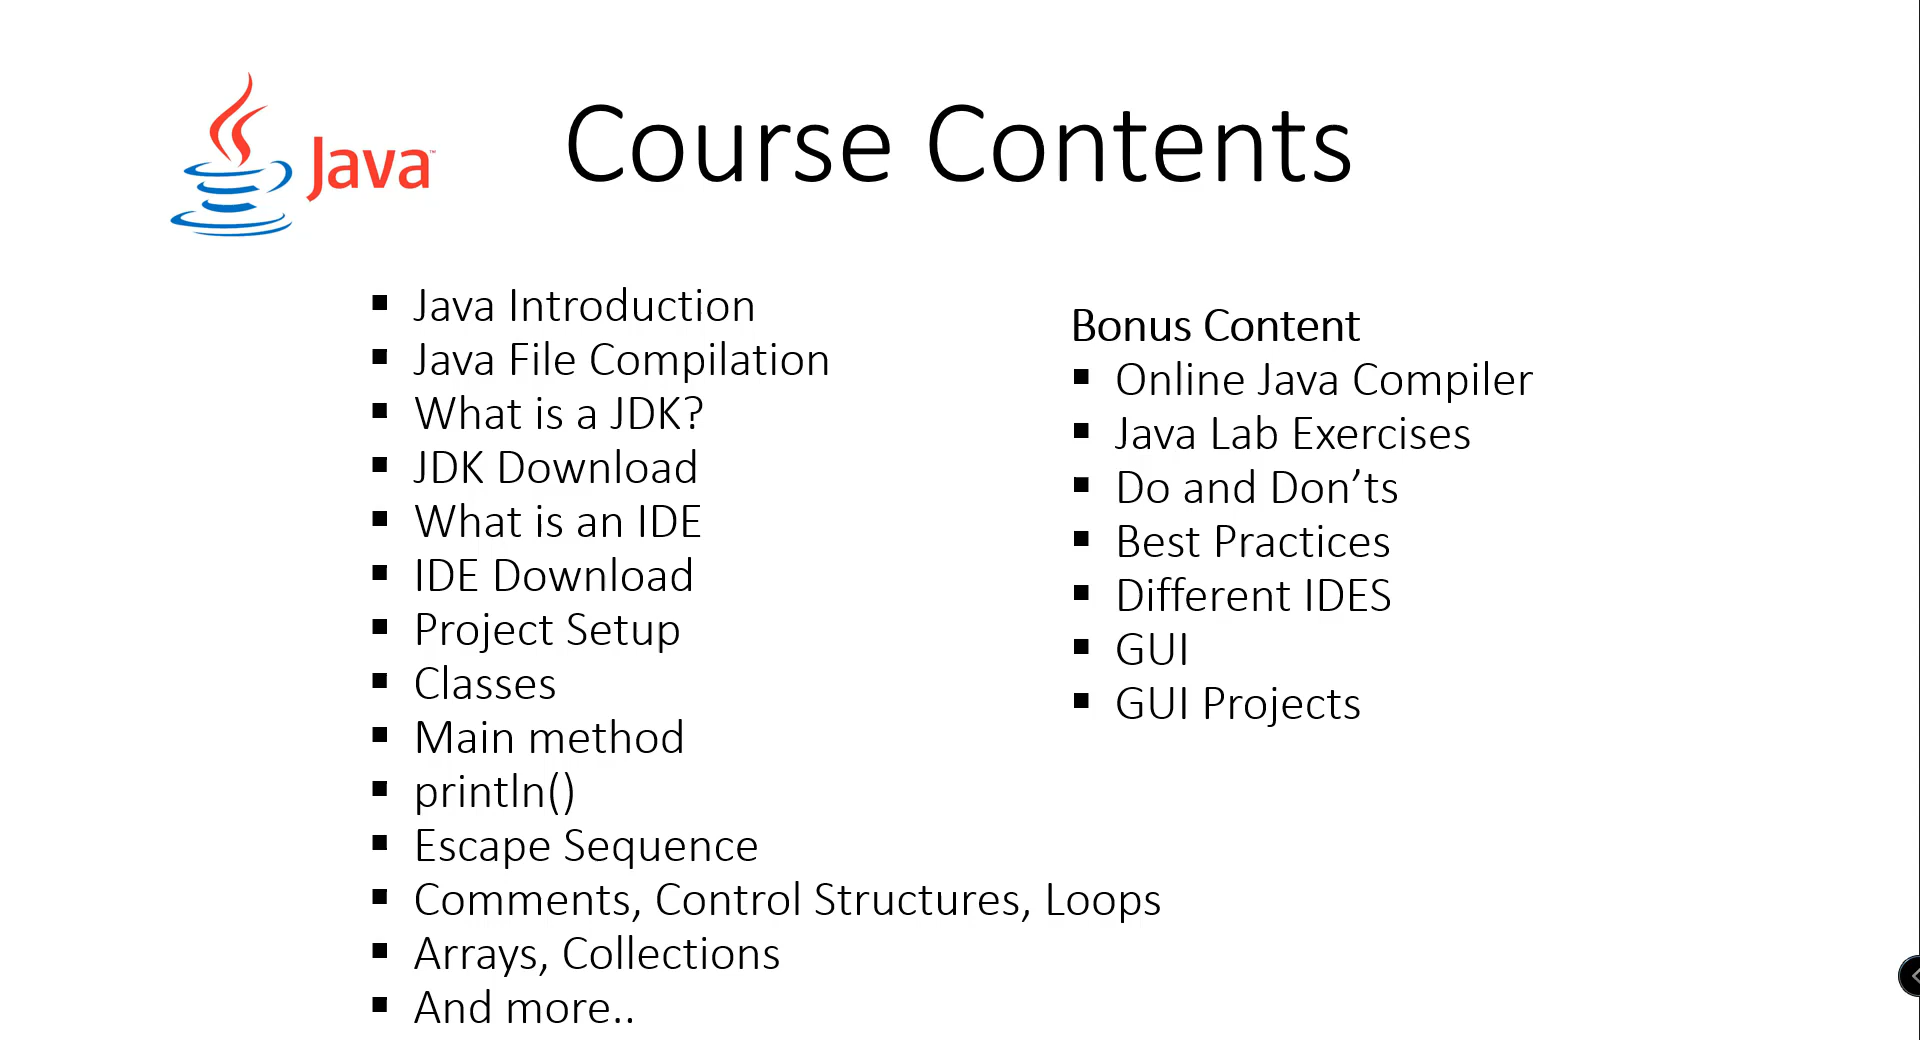 Java™
Course Contents
▪ Java Introduction
▪ Java File Compilation
▪ What is a JDK?
▪ JDK Download
▪ What is an IDE
▪ IDE Download
▪ Project Setup
▪ Classes
▪ Main method
▪ println()
▪ Escape Sequence
▪ Comments, Control Structures, Loops
▪ Arrays, Collections
▪ And more..
Bonus Content
▪ Online Java Compiler
▪ Java Lab Exercises
▪ Do and Don’ts
▪ Best Practices
▪ Different IDES
▪ GUI
▪ GUI Projects